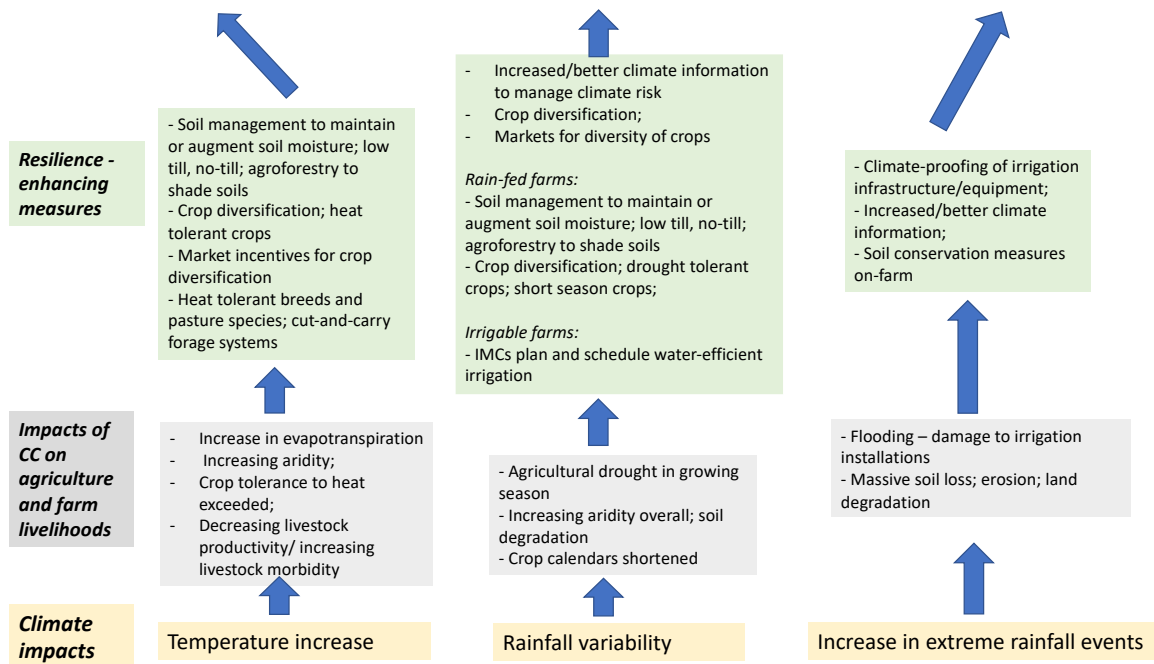 Resilience -
enhancing
measures
- Soil management to maintain
or augment soil moisture; low
till, no-till; agroforestry to
shade soils
- Crop diversification; heat
tolerant crops
- Market incentives for crop
diversification
- Heat tolerant breeds and
pasture species; cut-and-carry
forage systems
- Increased/better climate information
to manage climate risk
- Crop diversification;
- Markets for diversity of crops
Rain-fed farms:
- Soil management to maintain or
augment soil moisture; low till, no-till;
agroforestry to shade soils
- Crop diversification; drought tolerant
crops; short season crops;
Irrigable farms:
- IMCs plan and schedule water-efficient
irrigation
- Climate-proofing of irrigation
infrastructure/equipment;
- Increased/better climate
information;
- Soil conservation measures
on-farm
Impacts of
CC on
agriculture
and farm
livelihoods
- Increase in evapotranspiration
- Increasing aridity;
- Crop tolerance to heat
exceeded;
- Decreasing livestock
productivity/ increasing
livestock morbidity
- Agricultural drought in growing
season
- Increasing aridity overall; soil
degradation
- Crop calendars shortened
- Flooding – damage to irrigation
installations
- Massive soil loss; erosion; land
degradation
Climate
impacts
Temperature increase
Rainfall variability
Increase in extreme rainfall events